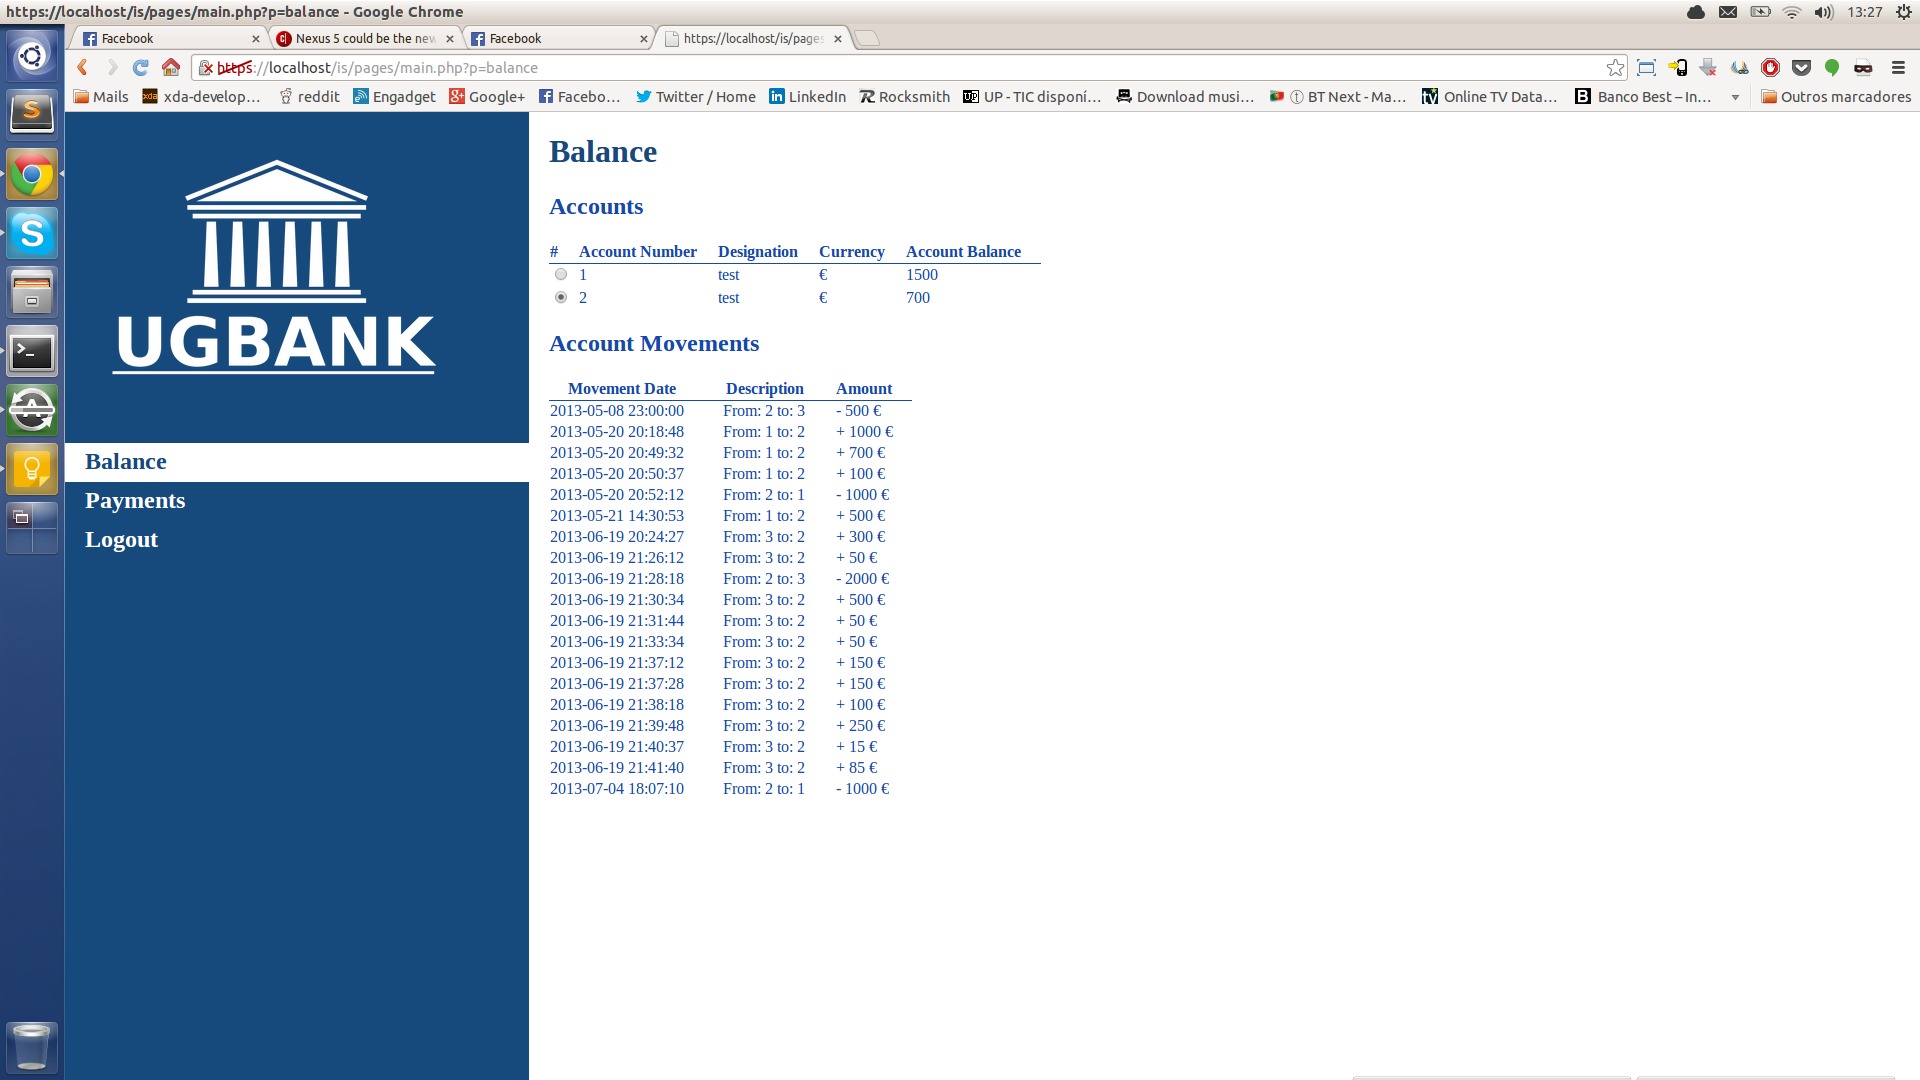 https://localhost/is/pages/main.php?p=balance - Google Chrome
13:27
Facebook
Nexus 5 could be the new
Facebook
https://localhost/is/pages
https://localhost/is/pages/main.php?p=balance
Mails xda-develop... reddit Engadget Google+ Facebo... Twitter / Home LinkedIn Rocksmith UP - TIC disponí... Download musi... BT Next - Ma... Online TV Data... Banco Best – In... Outros marcadores
UGBANK
Balance
Payments
Logout
Balance
Accounts
# Account Number Designation Currency Account Balance
1 test € 1500
2 test € 700
Account Movements
Movement Date Description Amount
2013-05-08 23:00:00 From: 2 to: 3 - 500 €
2013-05-20 20:18:48 From: 1 to: 2 + 1000 €
2013-05-20 20:49:32 From: 1 to: 2 + 700 €
2013-05-20 20:50:37 From: 1 to: 2 + 100 €
2013-05-20 20:52:12 From: 2 to: 1 - 1000 €
2013-05-21 14:30:53 From: 1 to: 2 + 500 €
2013-06-19 20:24:27 From: 3 to: 2 + 300 €
2013-06-19 21:26:12 From: 3 to: 2 + 50 €
2013-06-19 21:28:18 From: 2 to: 3 - 2000 €
2013-06-19 21:30:34 From: 3 to: 2 + 500 €
2013-06-19 21:31:44 From: 3 to: 2 + 50 €
2013-06-19 21:33:34 From: 3 to: 2 + 50 €
2013-06-19 21:37:12 From: 3 to: 2 + 150 €
2013-06-19 21:37:28 From: 3 to: 2 + 150 €
2013-06-19 21:38:18 From: 3 to: 2 + 100 €
2013-06-19 21:39:48 From: 3 to: 2 + 250 €
2013-06-19 21:40:37 From: 3 to: 2 + 15 €
2013-06-19 21:41:40 From: 3 to: 2 + 85 €
2013-07-04 18:07:10 From: 2 to: 1 - 1000 €